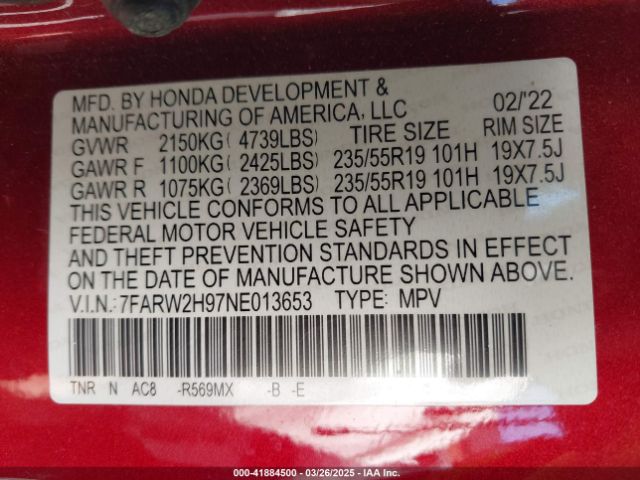 MFD. BY HONDA DEVELOPMENT &
MANUFACTURING OF AMERICA, LLC 02/'22
GVWR 2150KG( 4739LBS) TIRE SIZE RIM SIZE
GAWR F 1100KG( 2425LBS) 235/55R19 101H 19X7.5J
GAWR R 1075KG( 2369LBS) 235/55R19 101H 19X7.5J
THIS VEHICLE CONFORMS TO ALL APPLICABLE
FEDERAL MOTOR VEHICLE SAFETY
AND THEFT PREVENTION STANDARDS IN EFFECT
ON THE DATE OF MANUFACTURE SHOWN ABOVE.
V.I.N.: 7FARW2H97NE013653 TYPE: MPV
TNR N AC8 -R569MX -B -E
000-41884500 | 03/26/2025 | IAA Inc.